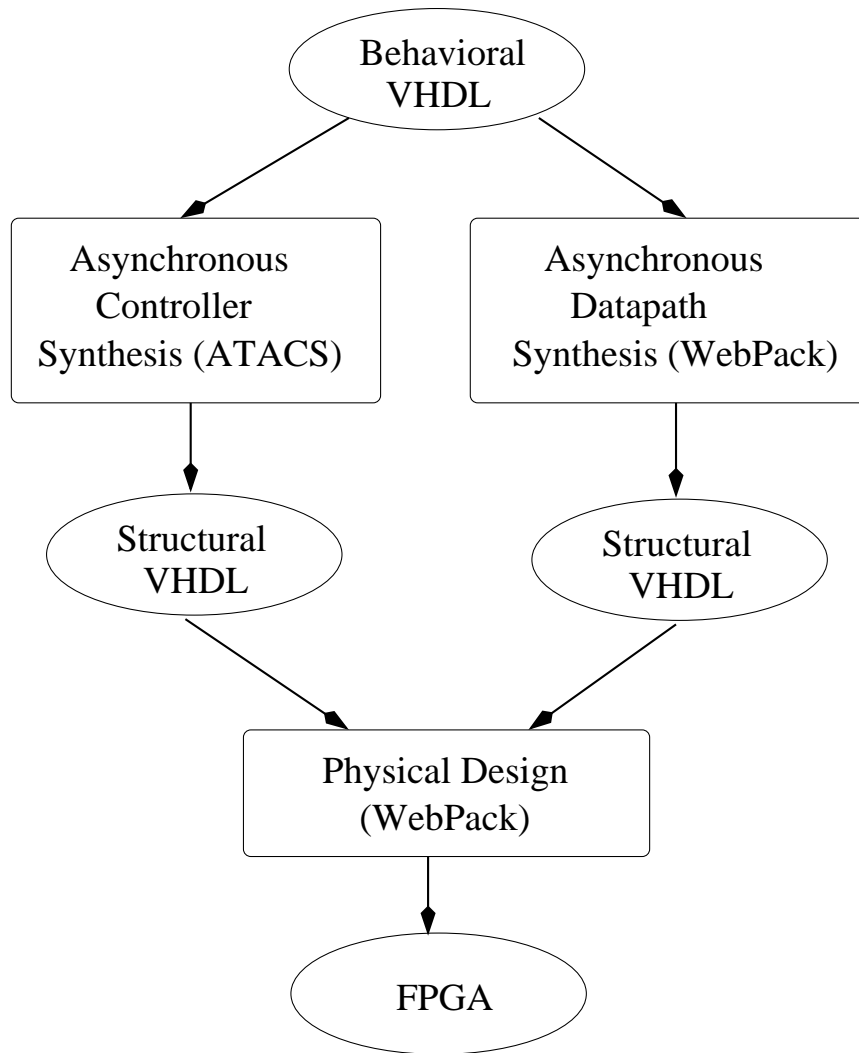 Behavioral
VHDL
Asynchronous
Controller
Synthesis (ATACS)
Asynchronous
Datapath
Synthesis (WebPack)
Structural
VHDL
Structural
VHDL
Physical Design
(WebPack)
FPGA